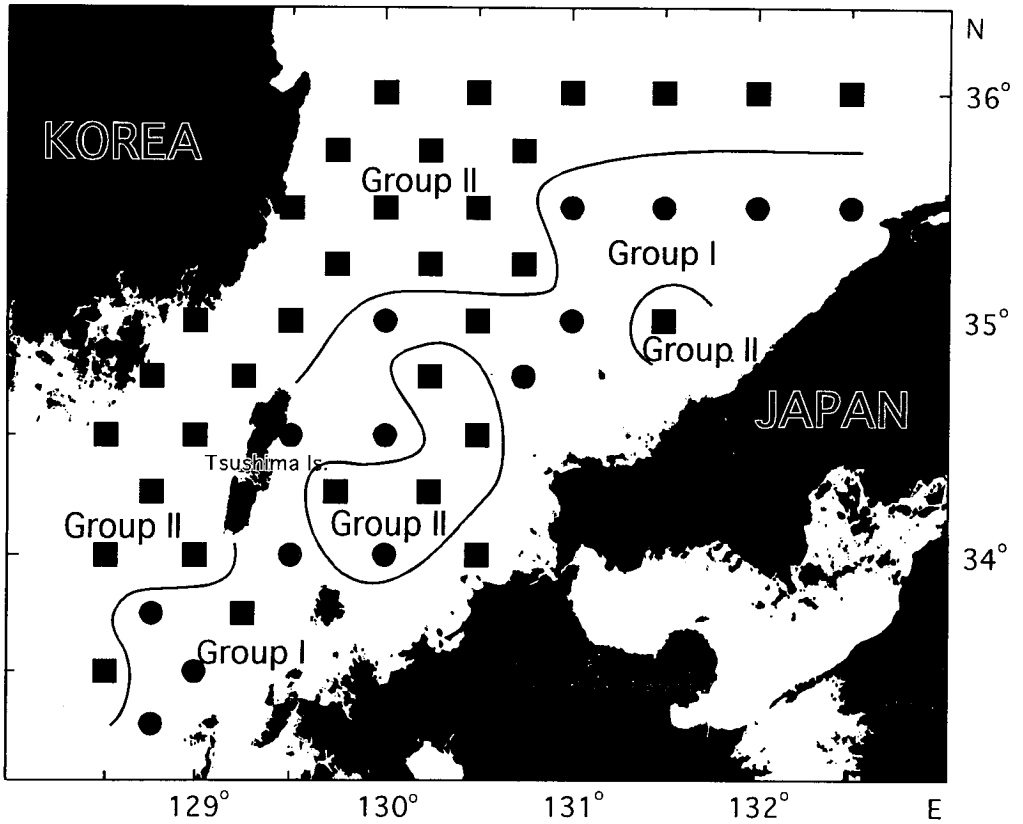 N
36°
KOREA
Group II
Group I
35°
Group II
JAPAN
Tsushima Is.
Group II
Group II
34°
Group I
129°
130°
131°
132°
E